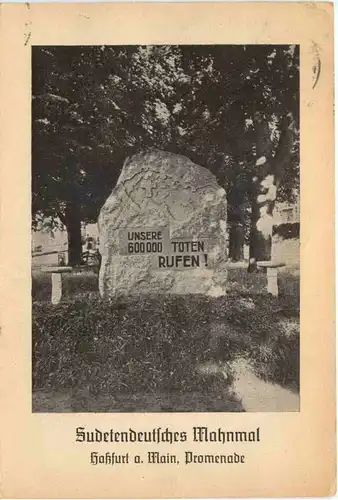 UNSERE
600000 TOTEN
RUFEN!
Sudetendeutsches Mahnmal
Haßfurt a. Main, Promenade